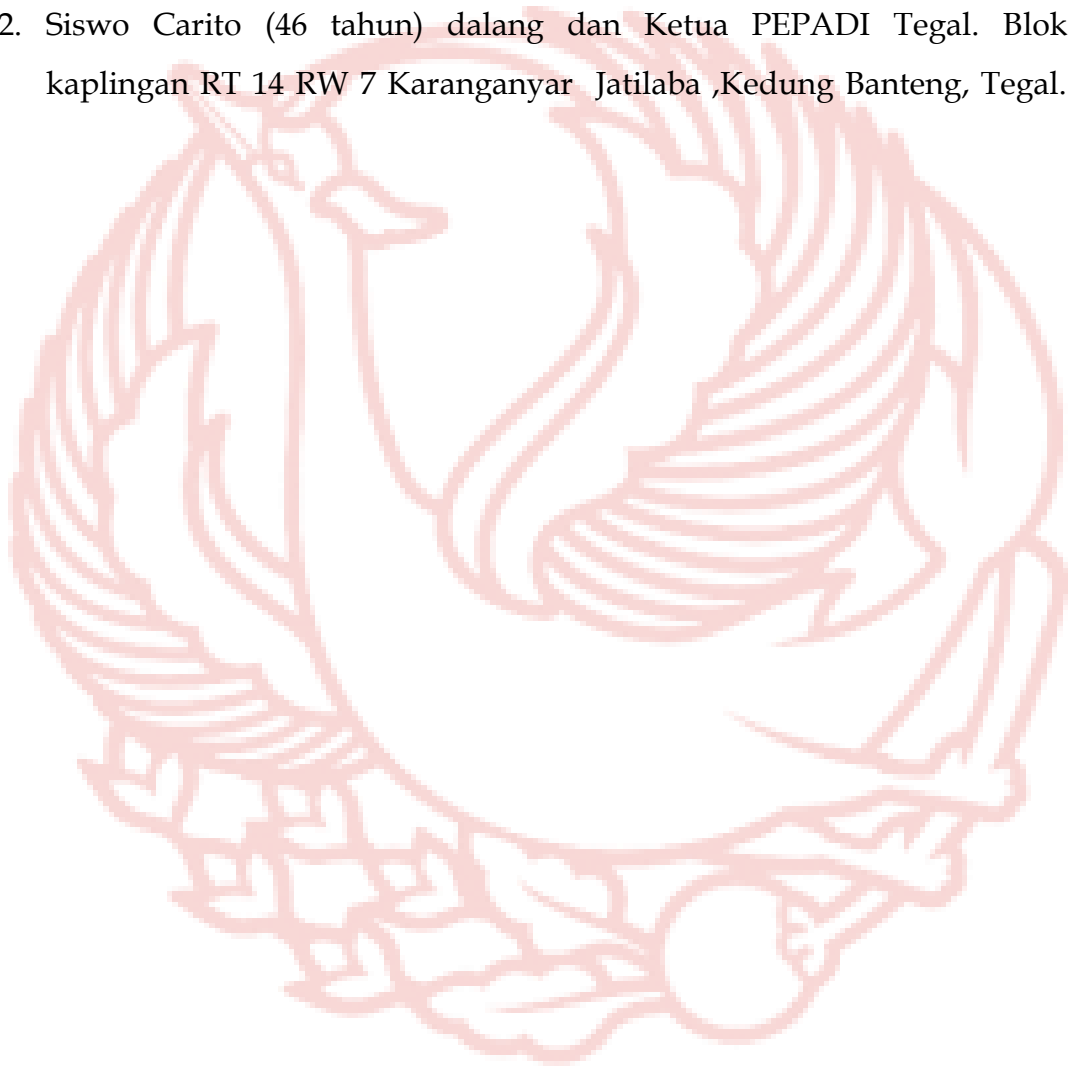 2. Siswo Carito (46 tahun) dalang dan Ketua PEPADI Tegal. Blok
kaplingan RT 14 RW 7 Karanganyar Jatilaba ,Kedung Banteng, Tegal.